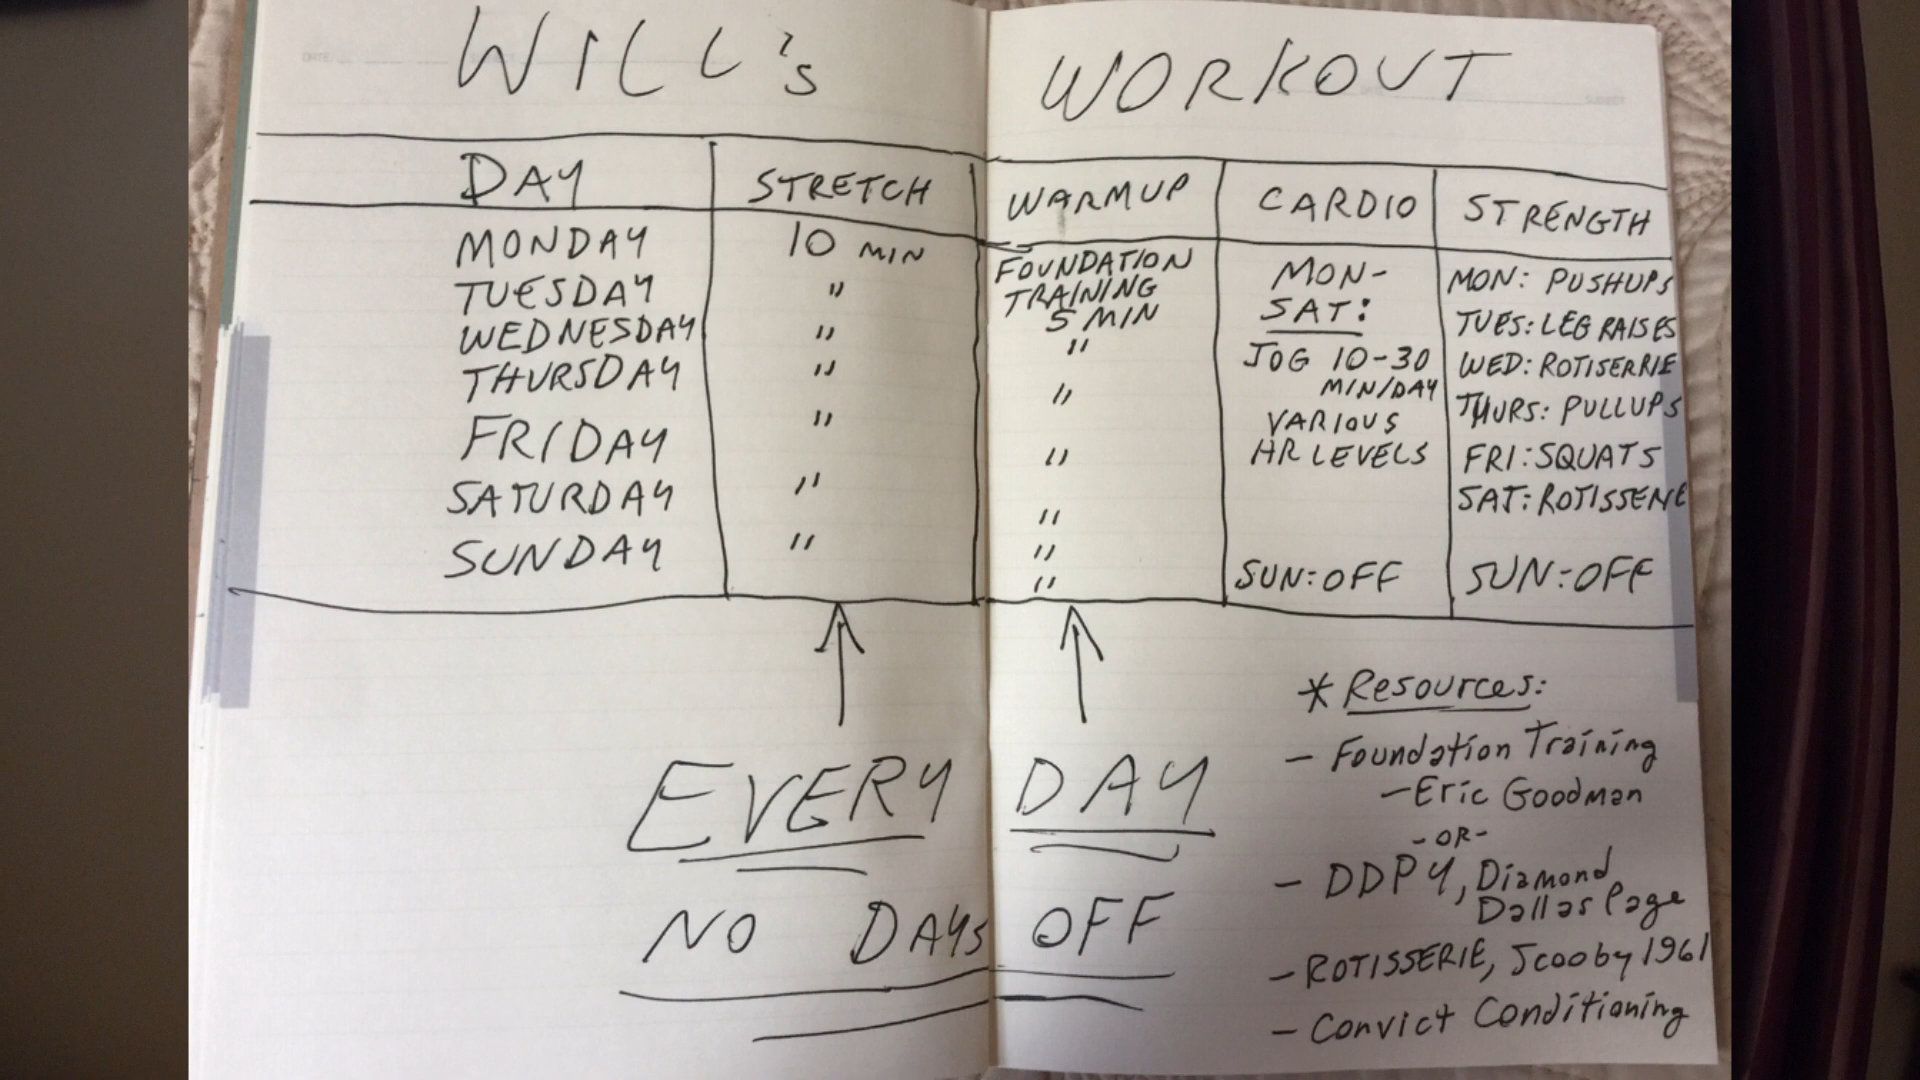 WILL's WORKOUT
DAY STRETCH WARMUP CARDIO STRENGTH
MONDAY 10 MIN
TUESDAY "
WEDNESDAY "
THURSDAY "
FRIDAY "
SATURDAY "
SUNDAY "
FOUNDATION
TRAINING
5 MIN
"
"
"
"
"
"
MON-
SAT:
JOG 10-30
MIN/DAY
VARIOUS
HR LEVELS
SUN: OFF
MON: PUSHUPS
TUES: LEG RAISES
WED: ROTISERRIE
THURS: PULLUPS
FRI: SQUATS
SAT: ROTISSERIE
SUN: OFF
EVERY DAY
NO DAYS OFF
* Resources:
- Foundation Training
- Eric Goodman
- OR -
- DDPY, Diamond
Dallas Page
- ROTISSERIE, Scooby1961
- Convict Conditioning